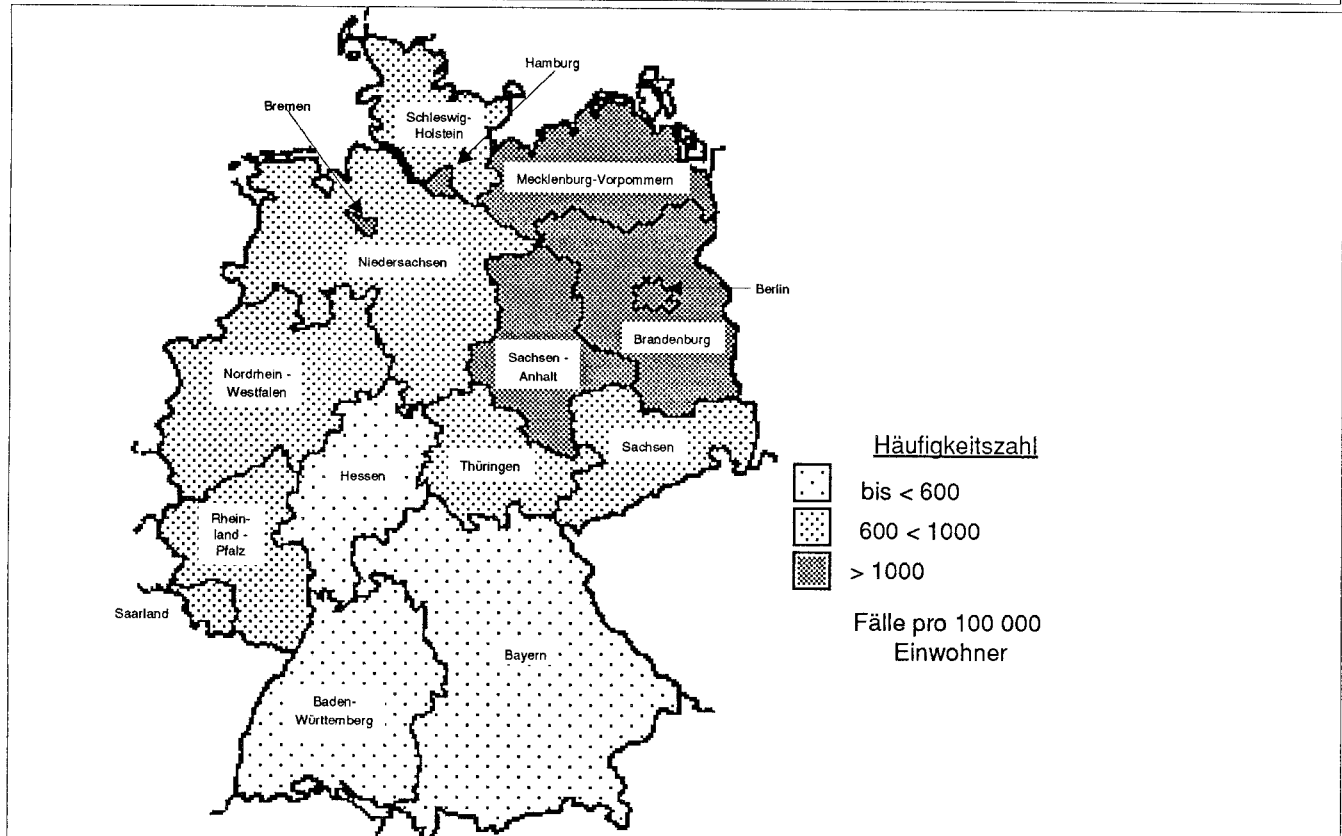 Hamburg
Bremen
Schleswig-
Holstein
Mecklenburg-Vorpommern
Niedersachsen
Berlin
Brandenburg
Sachsen -
Anhalt
Nordrhein -
Westfalen
Sachsen
Thüringen
Hessen
Rhein-
land -
Pfalz
Saarland
Bayern
Baden-
Württemberg
Häufigkeitszahl
bis < 600
600 < 1000
> 1000
Fälle pro 100 000
Einwohner